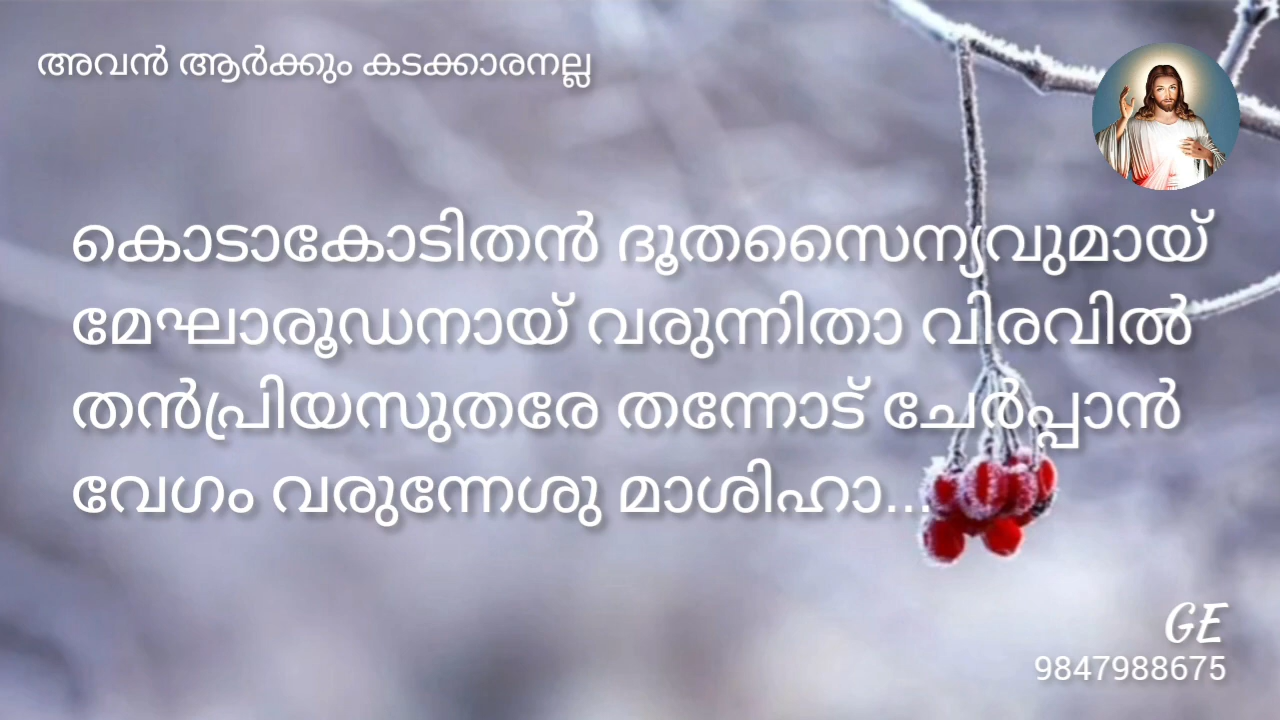 അവൻ ആർക്കും കടക്കാരനല്ല
കൊടാകോടിതൻ ദൂതസൈന്യവുമായ്
മേഘാരൂഡനായ് വരുന്നിതാ വിരവിൽ
തൻപ്രിയസുതരേ തന്നോട് ചേർപ്പാൻ
വേഗം വരുന്നേശു മാശിഹാ...
GE
9847988675